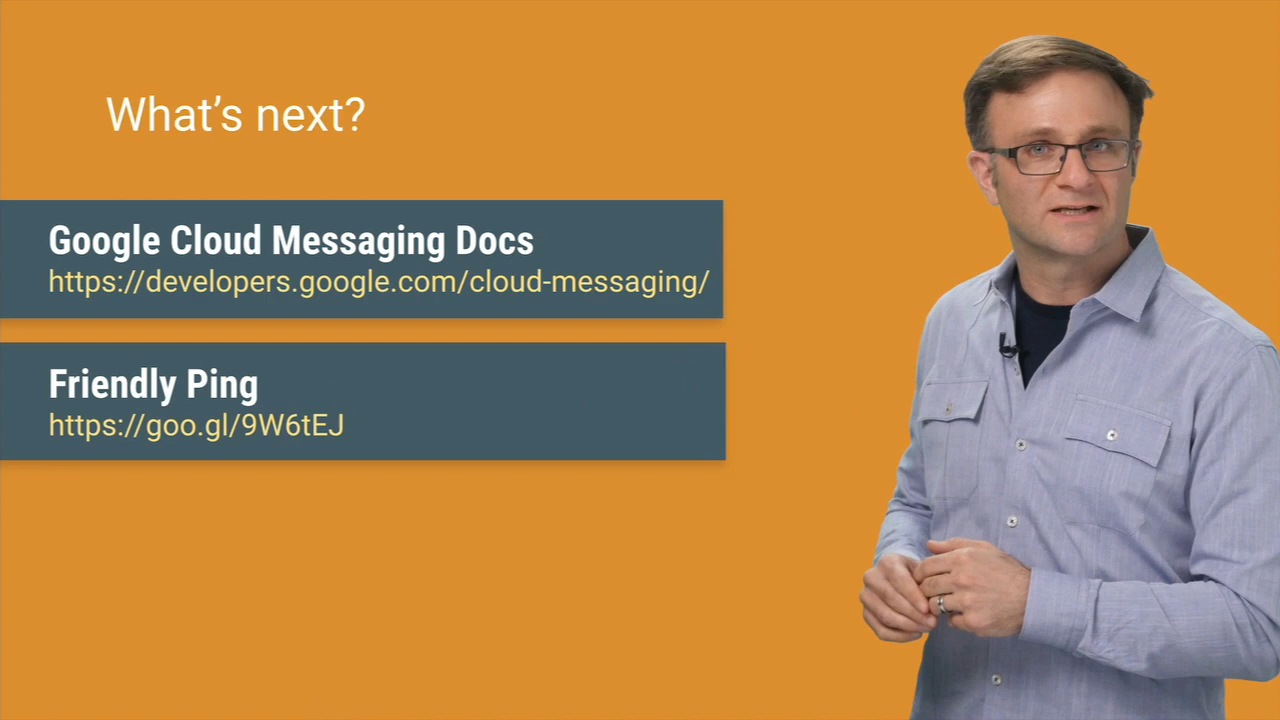 What’s next?
Google Cloud Messaging Docs
https://developers.google.com/cloud-messaging/
Friendly Ping
https://goo.gl/9W6tEJ